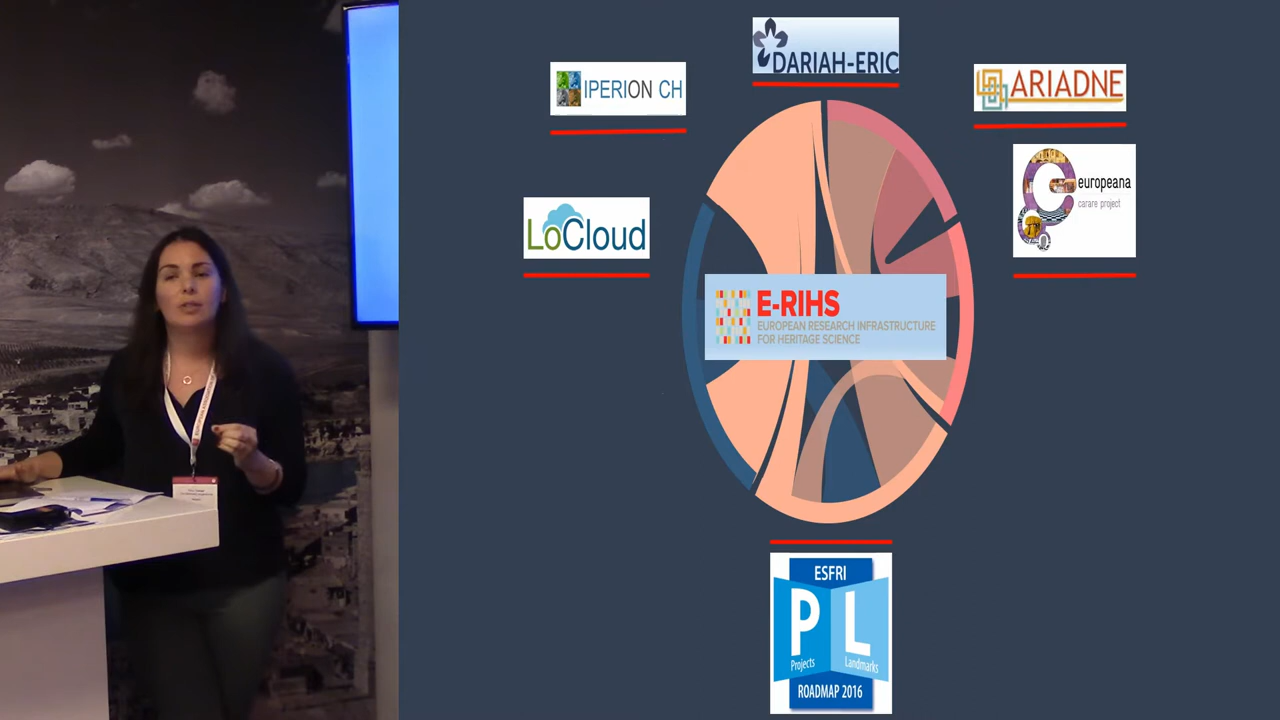 DARIAH-ERIC
IPERION CH
ARIADNE
europeana
carare project
LoCloud
E-RIHS
EUROPEAN RESEARCH INFRASTRUCTURE
FOR HERITAGE SCIENCE
ESFRI
P L
Projects Landmarks
ROADMAP 2016